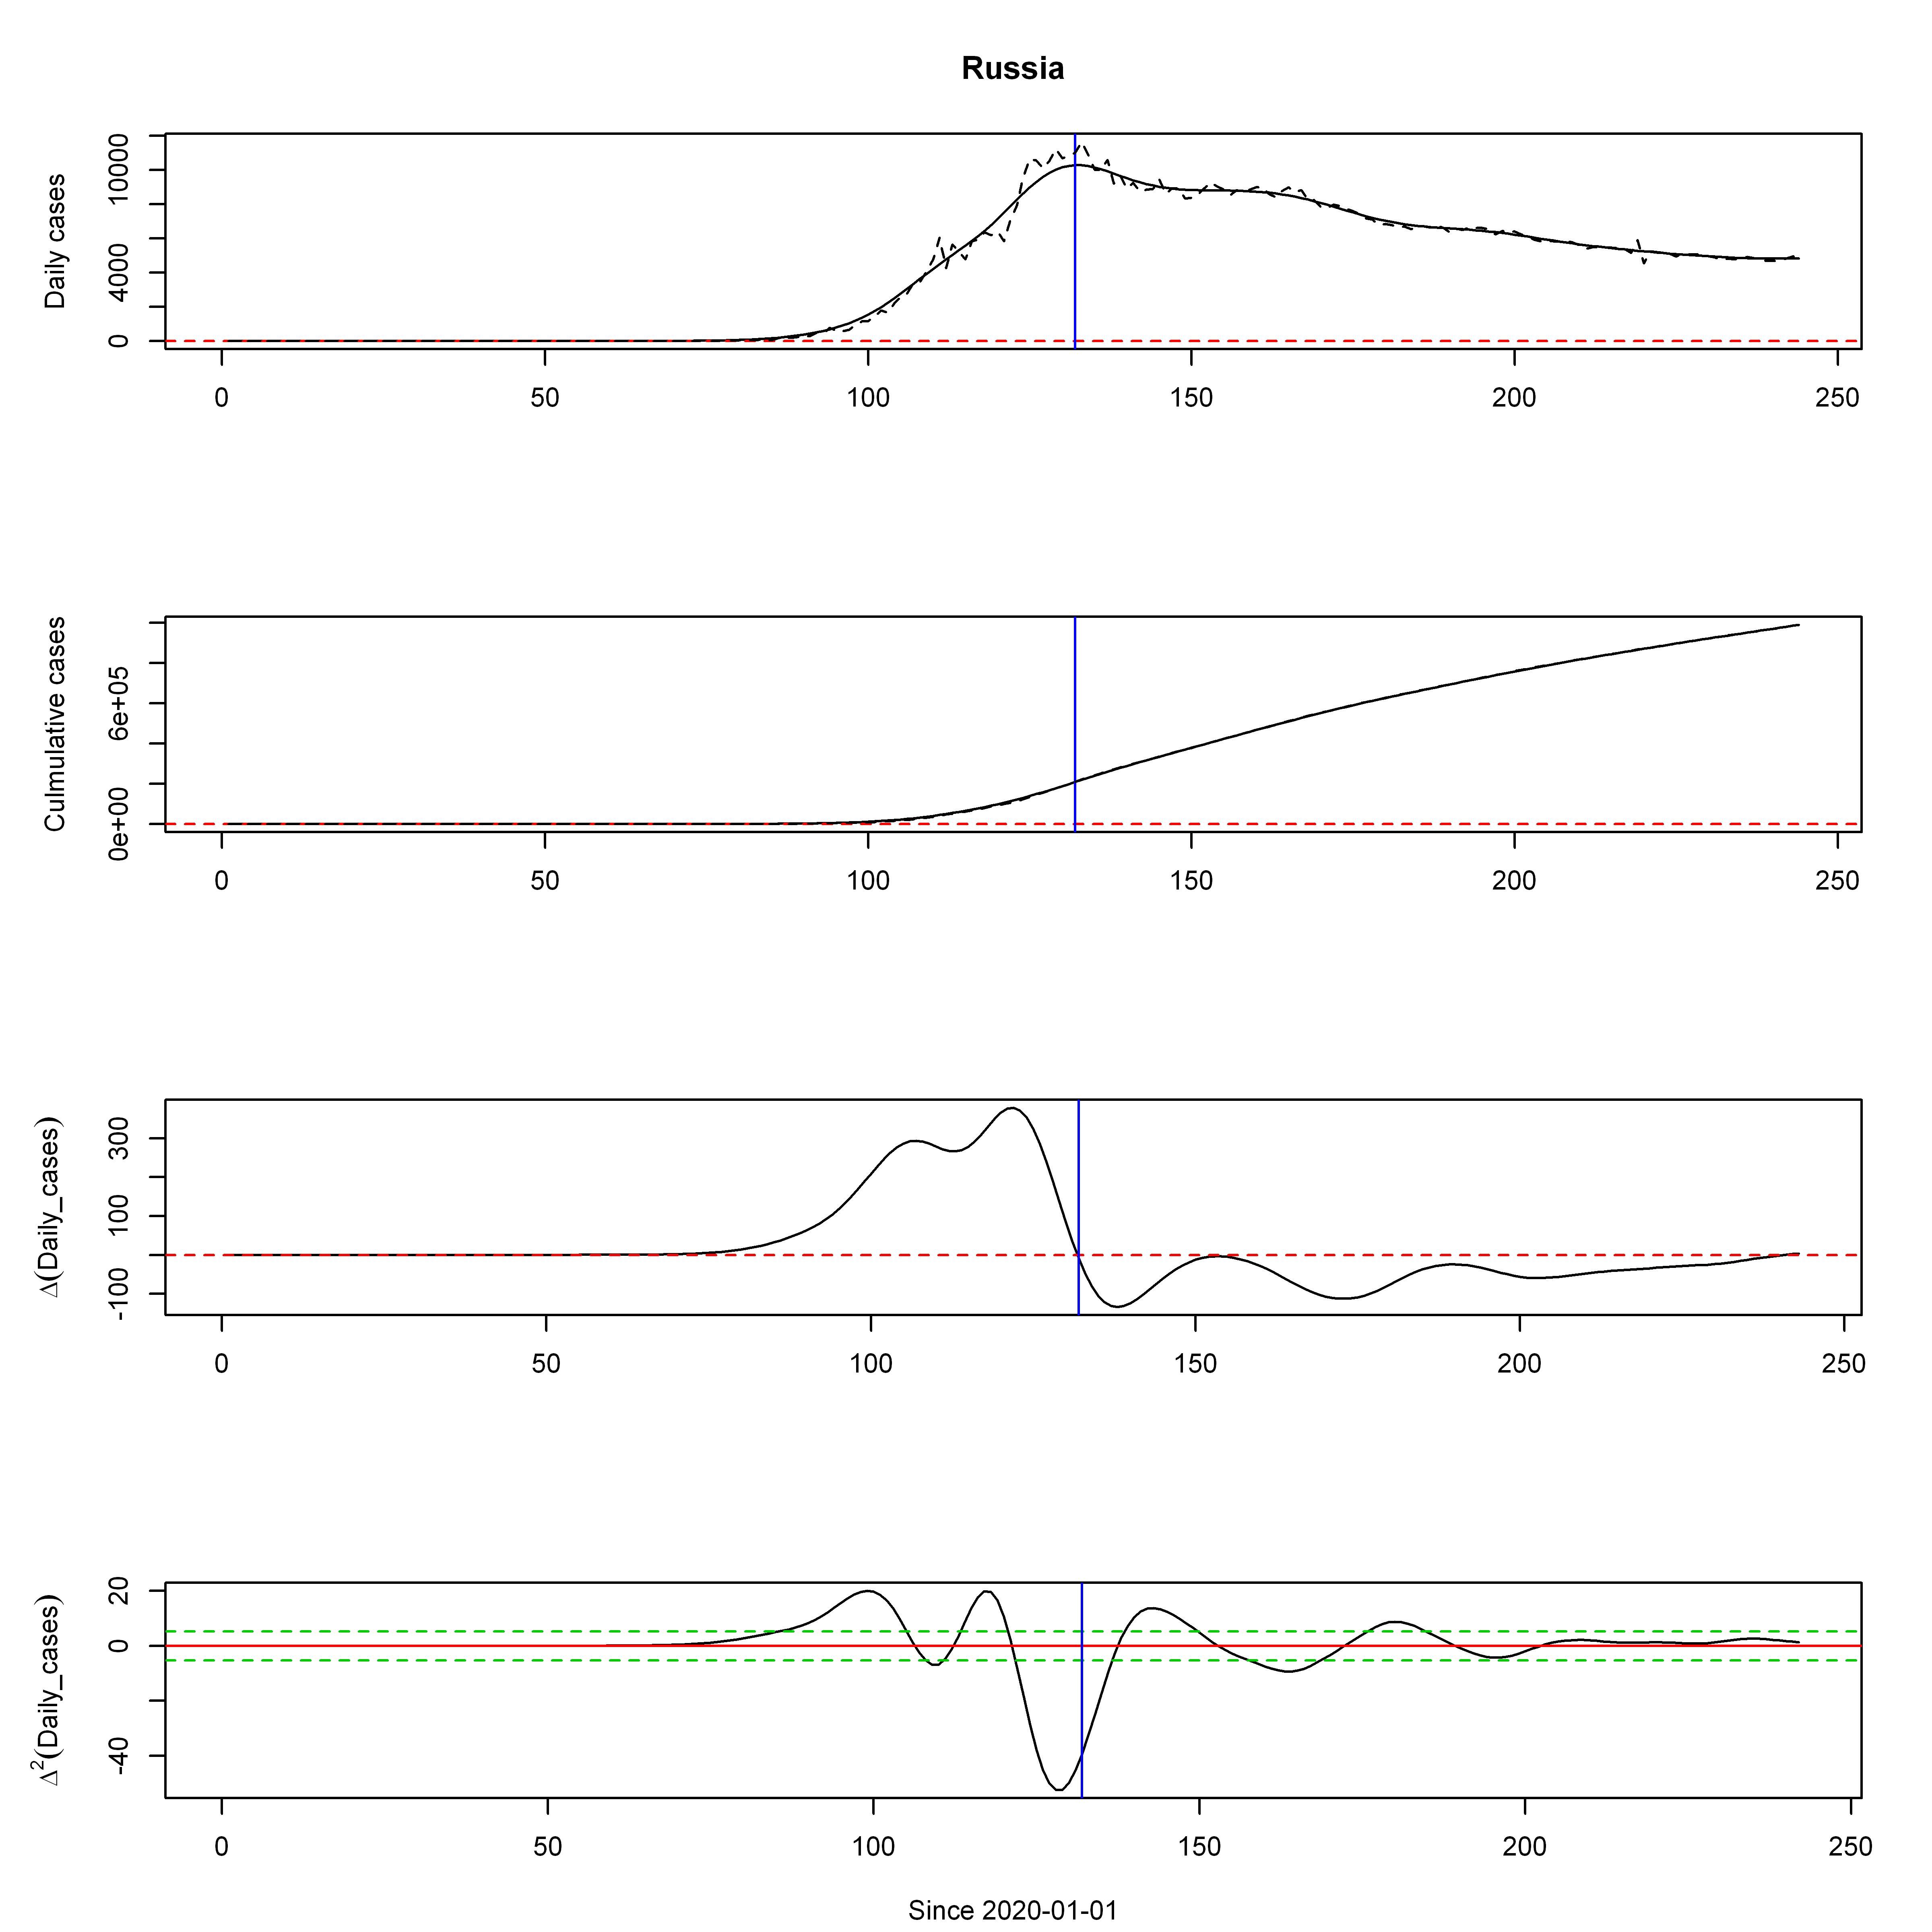 Russia
Daily cases
0 4000 10000
0 50 100 150 200 250
Culmulative cases
0e+00 6e+05
0 50 100 150 200 250
Δ(Daily_cases)
-100 100 300
0 50 100 150 200 250
Δ²(Daily_cases)
-40 0 20
0 50 100 150 200 250
Since 2020-01-01